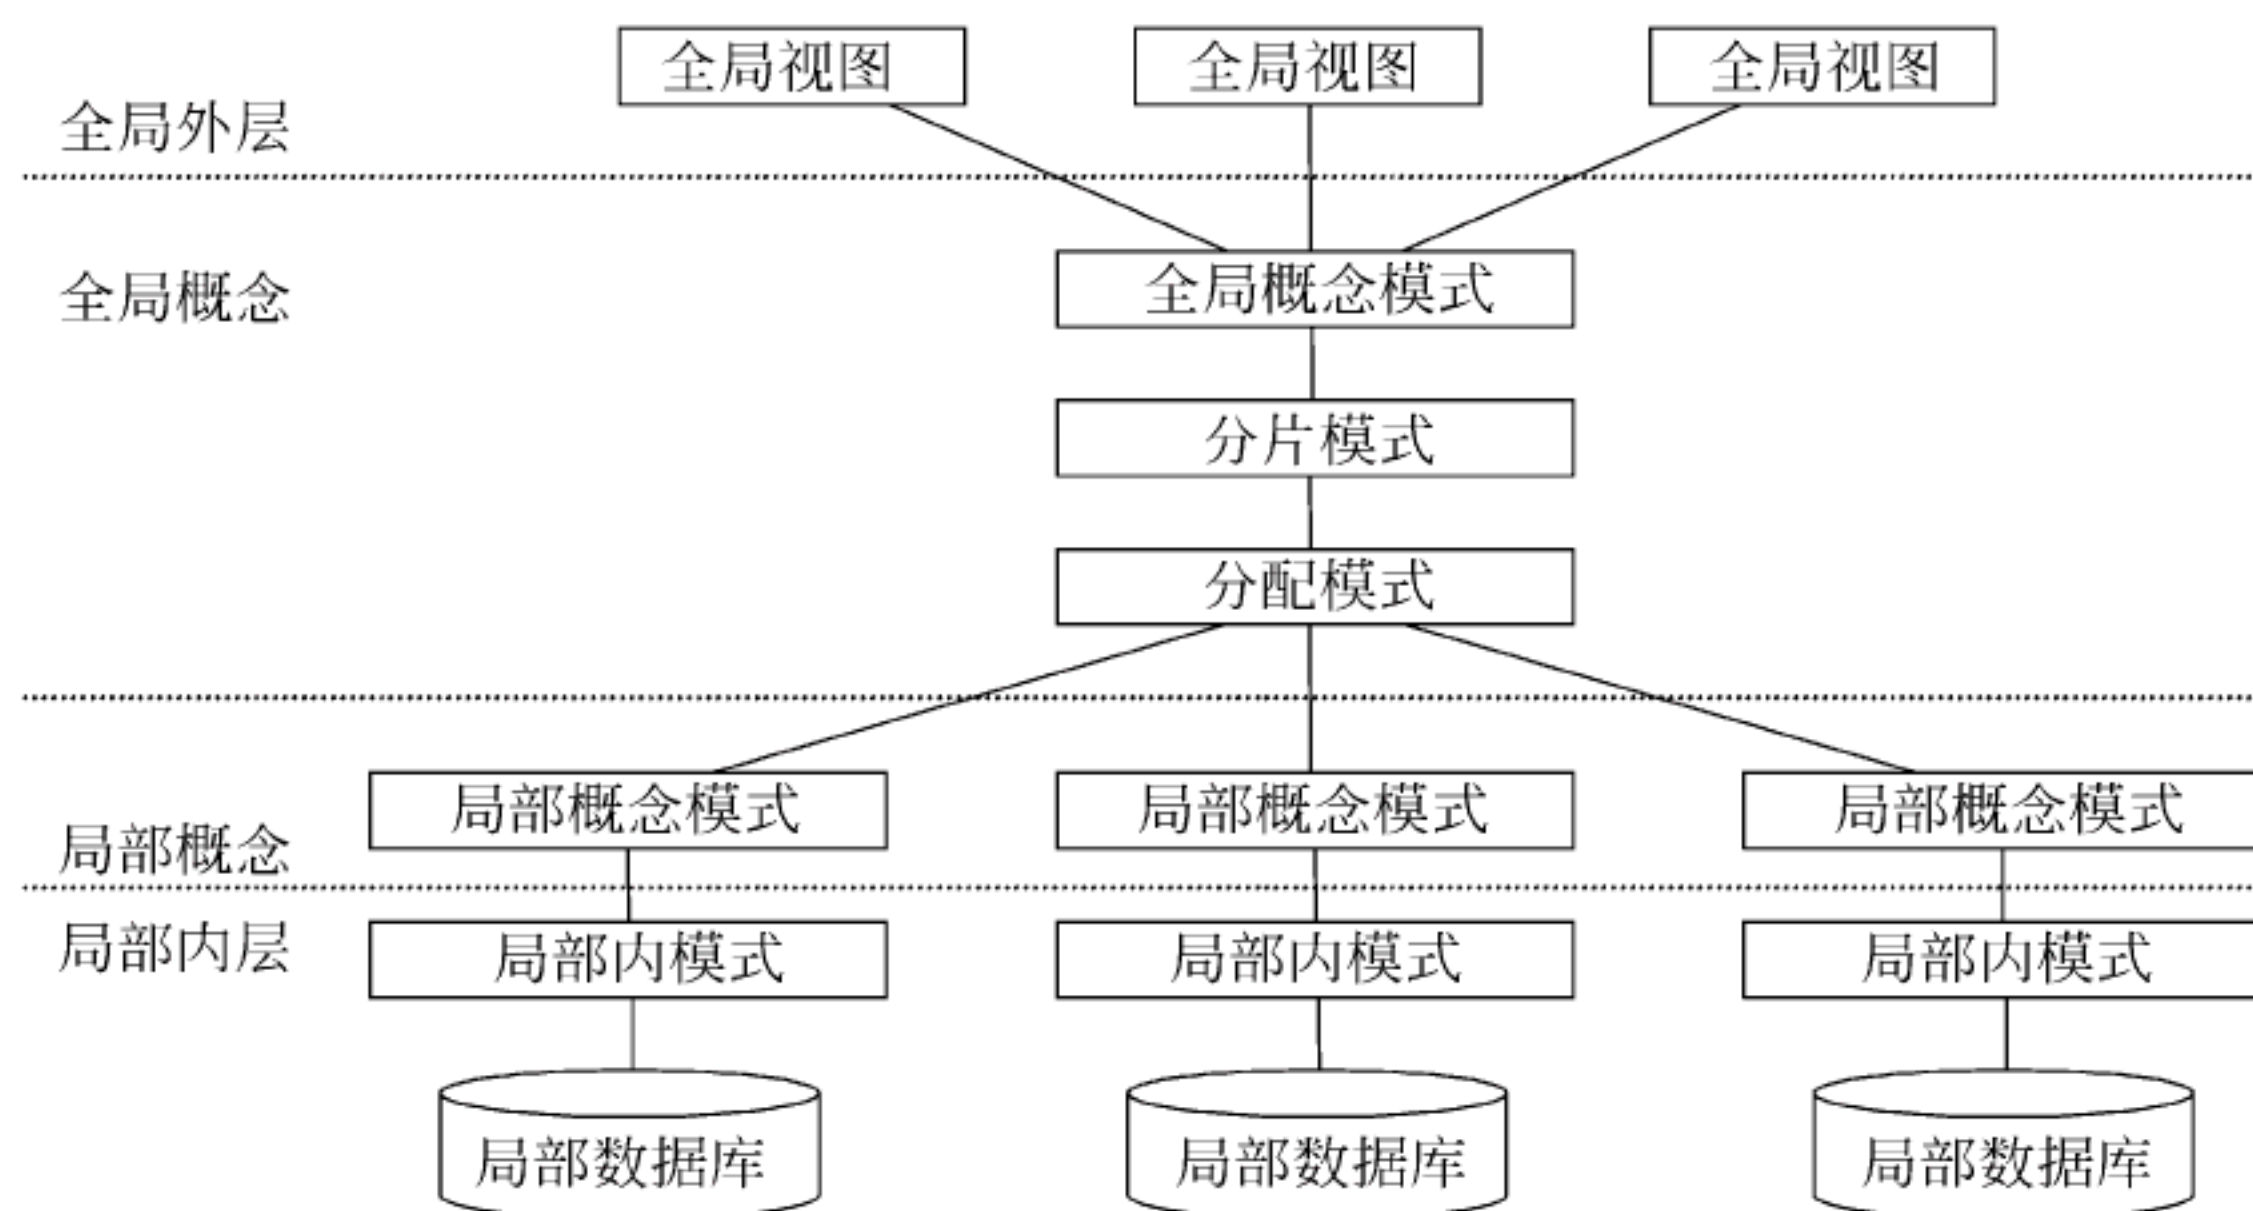 全局视图
全局视图
全局视图
全局外层
全局概念
全局概念模式
分片模式
分配模式
局部概念模式
局部概念模式
局部概念模式
局部概念
局部内层
局部内模式
局部内模式
局部内模式
局部数据库
局部数据库
局部数据库